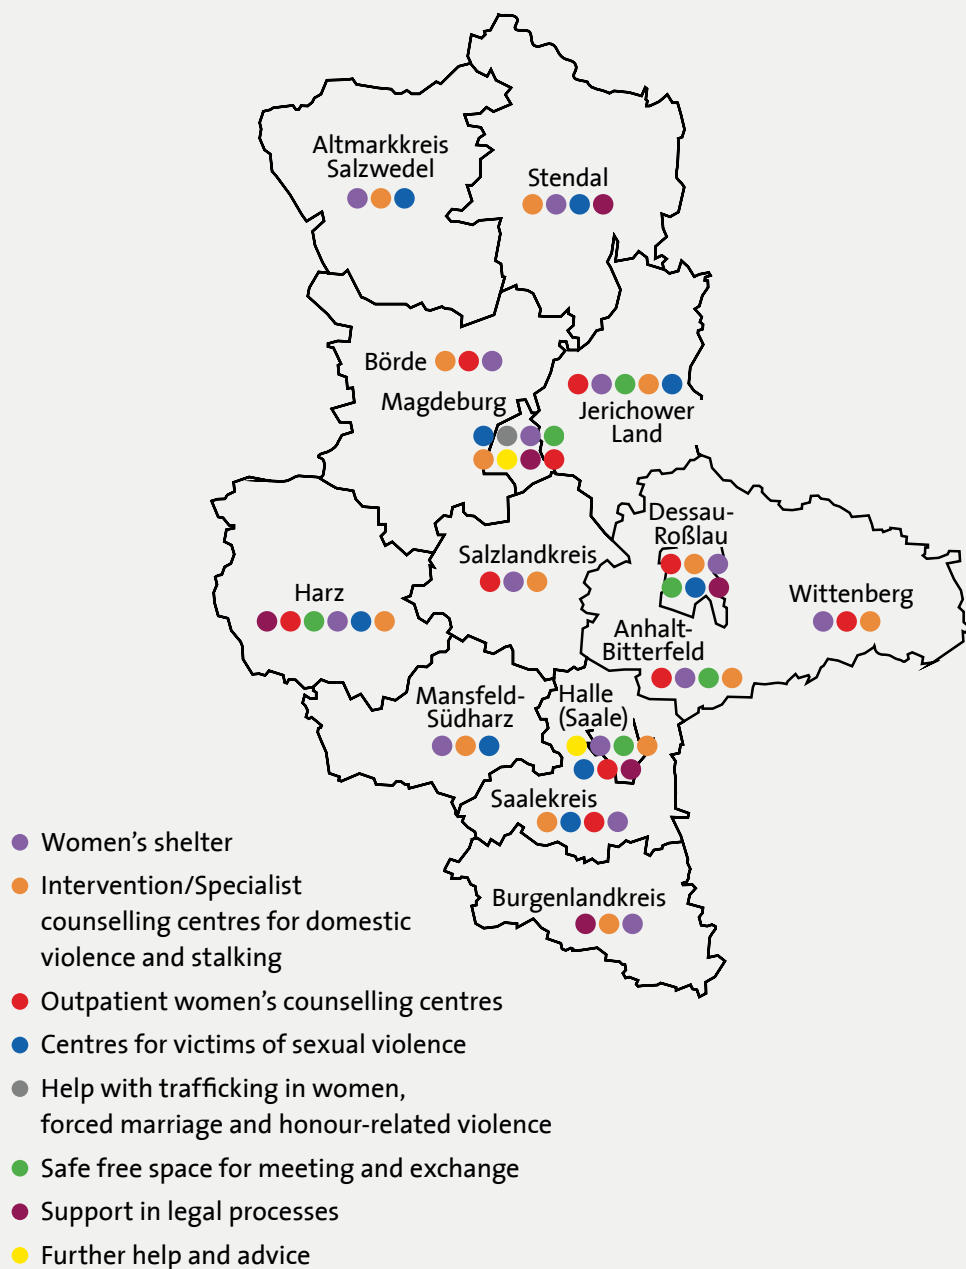 Altmarkkreis
Salzwedel
Stendal
Börde
Magdeburg
Jerichower
Land
Dessau-
Roßlau
Salzlandkreis
Harz
Wittenberg
Anhalt-
Bitterfeld
Mansfeld-
Südharz
Halle
(Saale)
Saalekreis
Burgenlandkreis
Women’s shelter
Intervention/Specialist
counselling centres for domestic
violence and stalking
Outpatient women’s counselling centres
Centres for victims of sexual violence
Help with trafficking in women,
forced marriage and honour-related violence
Safe free space for meeting and exchange
Support in legal processes
Further help and advice